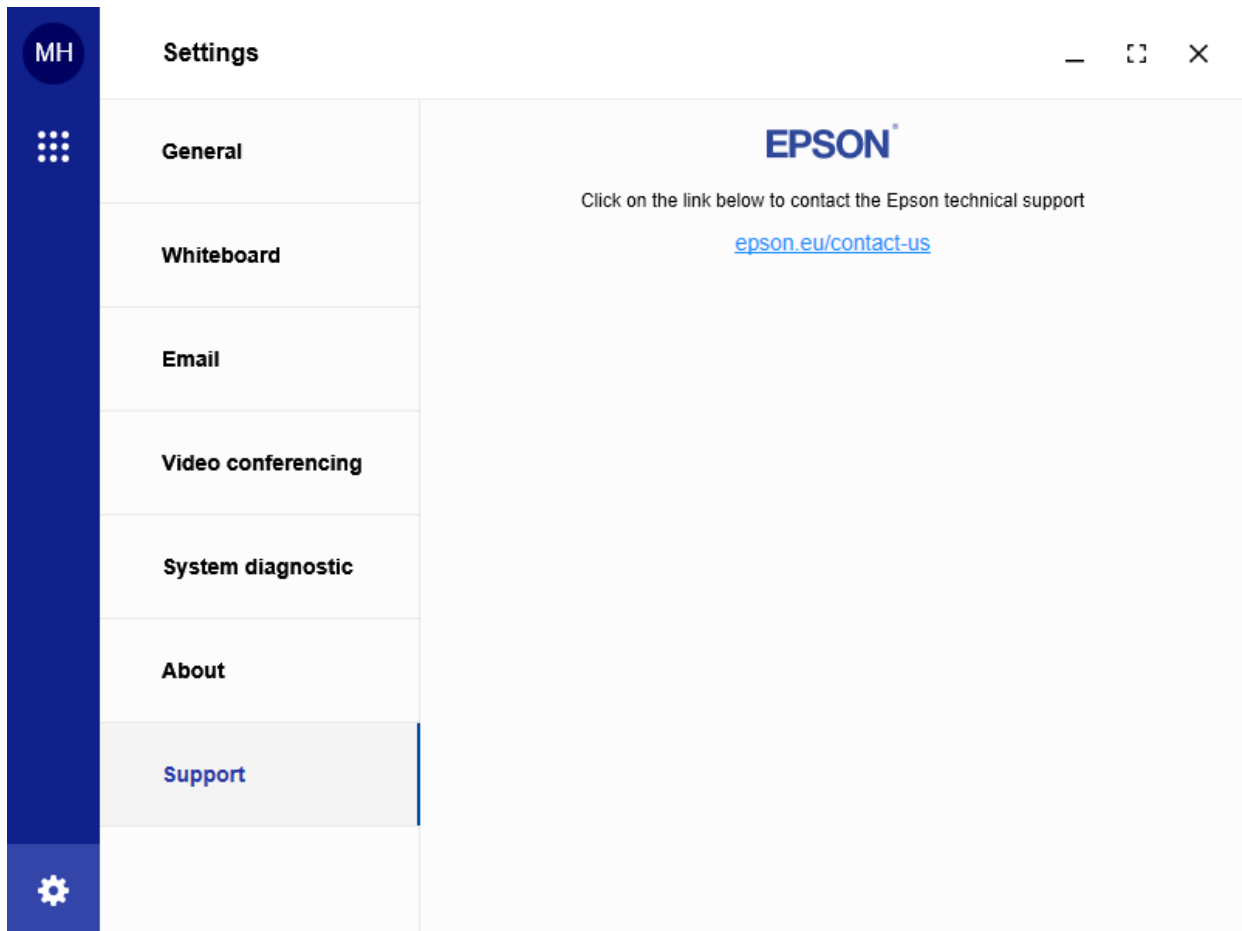 MH
Settings
General
Whiteboard
Email
Video conferencing
System diagnostic
About
Support
EPSON
Click on the link below to contact the Epson technical support
epson.eu/contact-us